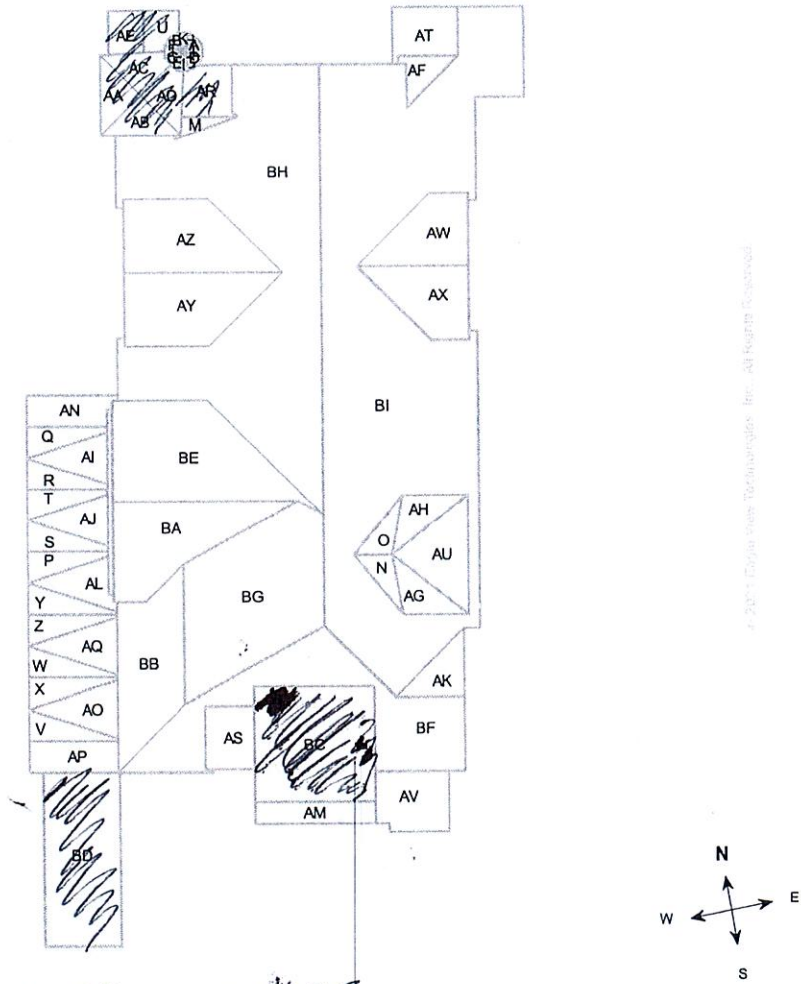 AE U AT
AF
AC
AA AD AR
AB M
BH
AZ AW
AY AX
AN BI
Q
AI BE
R
T AH
AJ BA O AU
S N
P AG
AL BG
Y
Z
AQ BB
W AK
X
AO AS BC BF
V
AP AV
AM
BD
N
W E
S